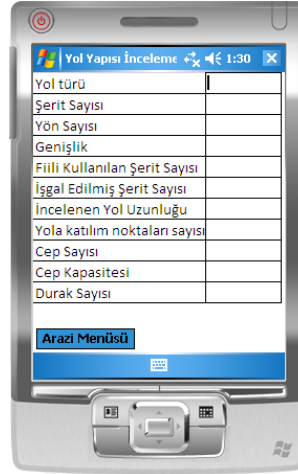 Yol Yapısı İnceleme 1:30
Yol türü
Şerit Sayısı
Yön Sayısı
Genişlik
Fiili Kullanılan Şerit Sayısı
İşgal Edilmiş Şerit Sayısı
İncelenen Yol Uzunluğu
Yola katılım noktaları sayısı
Cep Sayısı
Cep Kapasitesi
Durak Sayısı
Arazi Menüsü